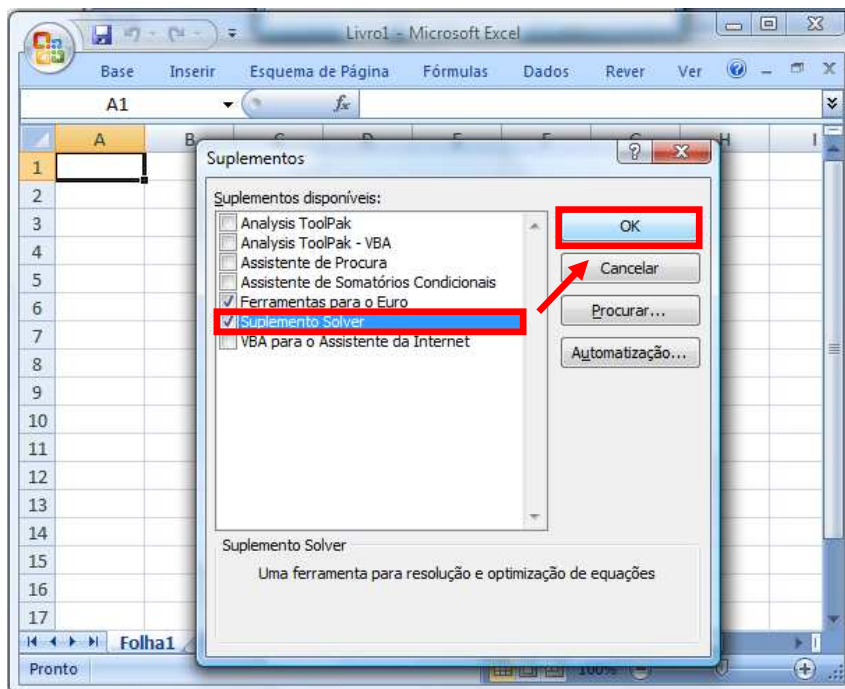 Livro1 - Microsoft Excel
Base Inserir Esquema de Página Fórmulas Dados Rever Ver
A1 fx
A B C D E F G H I
Suplementos
Suplementos disponíveis:
Analysis ToolPak
Analysis ToolPak - VBA
Assistente de Procura
Assistente de Somatórios Condicionais
Ferramentas para o Euro
Suplemento Solver
VBA para o Assistente da Internet
OK
Cancelar
Procurar...
Automatização...
Suplemento Solver
Uma ferramenta para resolução e optimização de equações
1
2
3
4
5
6
7
8
9
10
11
12
13
14
15
16
17
Folha1
Pronto 100%